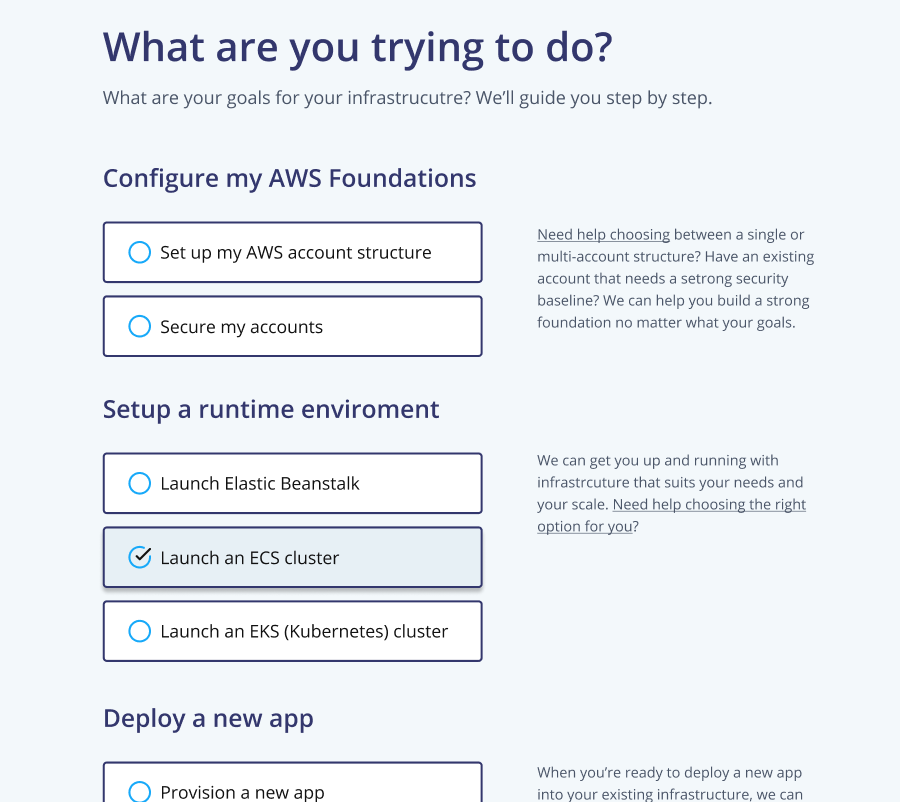 What are you trying to do?
What are your goals for your infrastrucutre? We’ll guide you step by step.
Configure my AWS Foundations
Set up my AWS account structure
Secure my accounts
Need help choosing between a single or
multi-account structure? Have an existing
account that needs a setrong security
baseline? We can help you build a strong
foundation no matter what your goals.
Setup a runtime enviroment
Launch Elastic Beanstalk
Launch an ECS cluster
Launch an EKS (Kubernetes) cluster
We can get you up and running with
infrastrcuture that suits your needs and
your scale. Need help choosing the right
option for you?
Deploy a new app
Provision a new app
When you’re ready to deploy a new app
into your existing infrastructure, we can